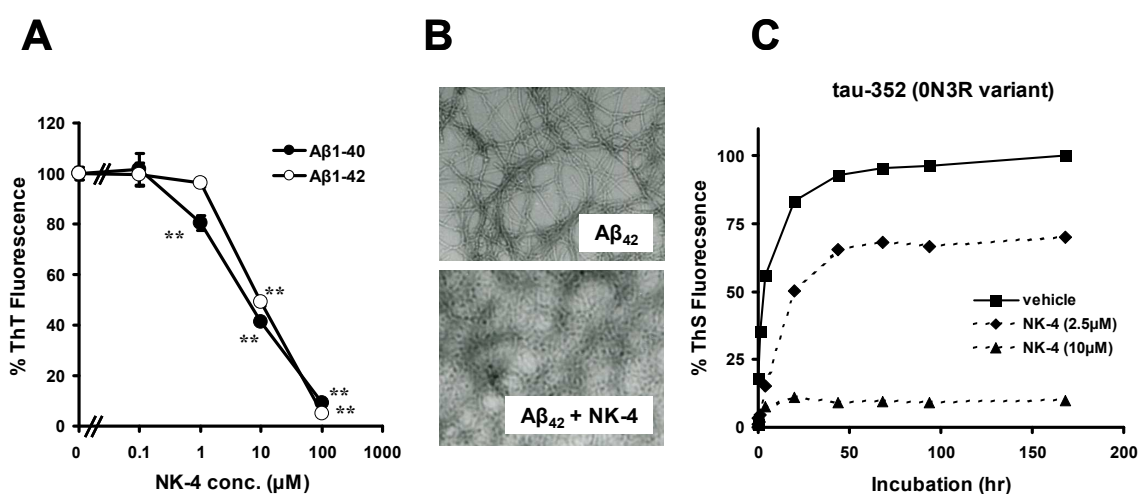 A
B
C
120
100
80
60
40
20
0
% ThT Fluorescence
Aβ1-40
Aβ1-42
**
**
**
**
**
0
0.1
1
10
100
1000
NK-4 conc. (μM)
Aβ42
Aβ42 + NK-4
tau-352 (0N3R variant)
100
75
50
25
0
% ThS Fluorecsence
vehicle
NK-4 (2.5μM)
NK-4 (10μM)
0
50
100
150
200
Incubation (hr)